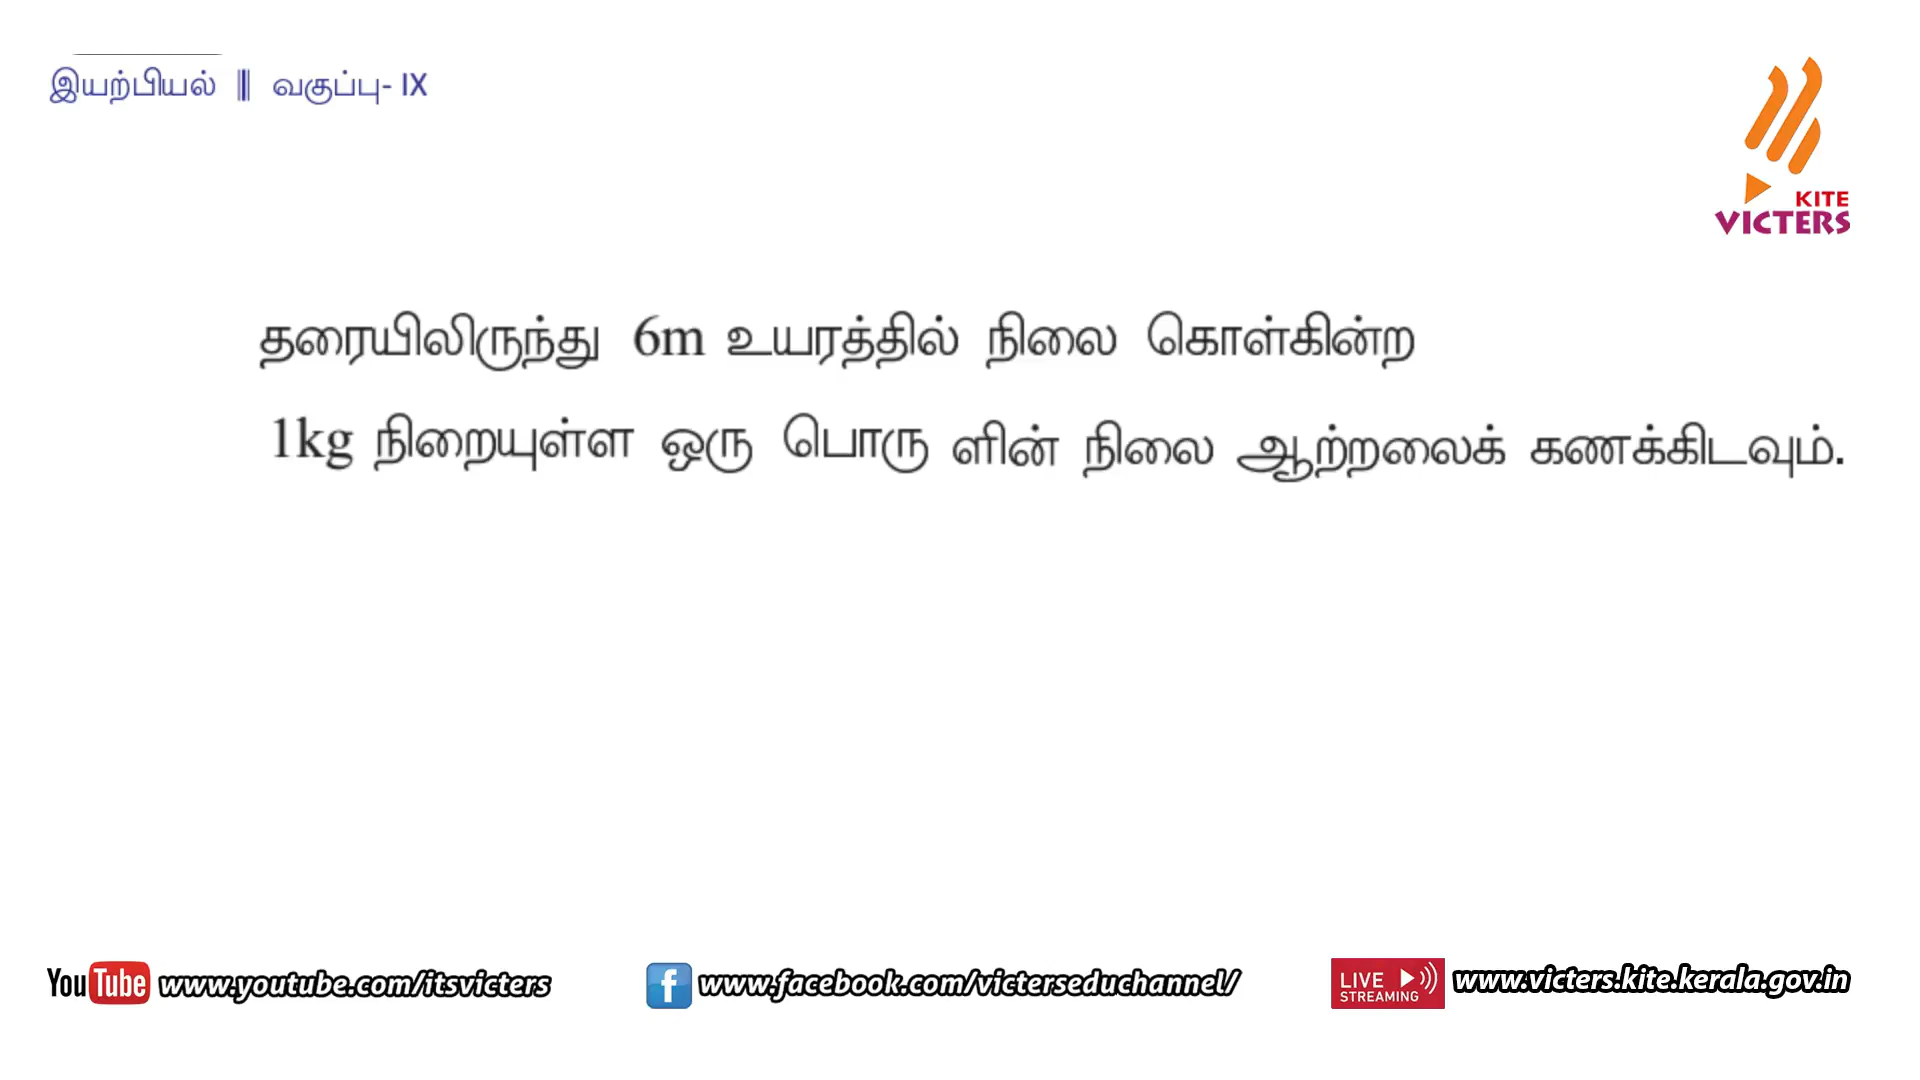 இயற்பியல் || வகுப்பு- IX
KITE
VICTERS
தரையிலிருந்து 6m உயரத்தில் நிலை கொள்கின்ற
1kg நிறையுள்ள ஒரு பொரு ளின் நிலை ஆற்றலைக் கணக்கிடவும்.
YouTube www.youtube.com/itsvicters
f www.facebook.com/victerseduchannel/
LIVE STREAMING www.victers.kite.kerala.gov.in